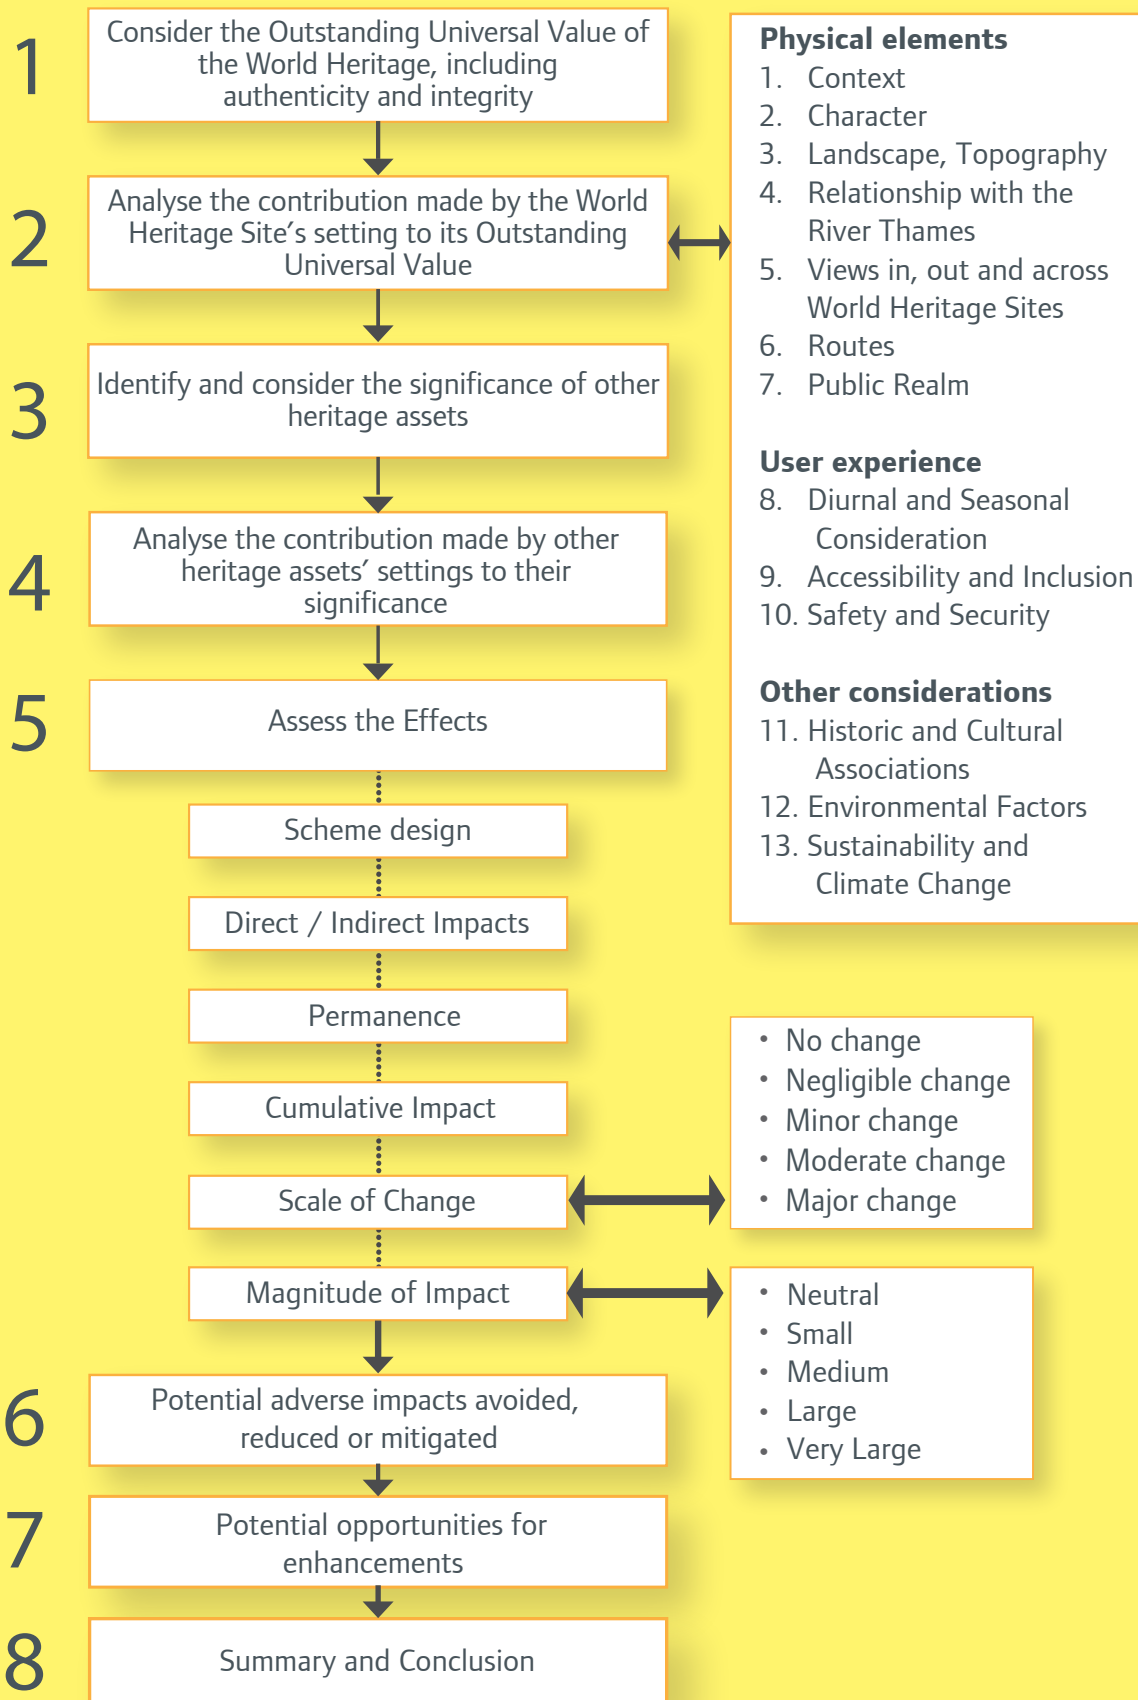 1
Consider the Outstanding Universal Value of
the World Heritage, including
authenticity and integrity
2
Analyse the contribution made by the World
Heritage Site’s setting to its Outstanding
Universal Value
3
Identify and consider the significance of other
heritage assets
4
Analyse the contribution made by other
heritage assets’ settings to their
significance
5
Assess the Effects
Scheme design
Direct / Indirect Impacts
Permanence
Cumulative Impact
Scale of Change
Magnitude of Impact
6
Potential adverse impacts avoided,
reduced or mitigated
7
Potential opportunities for
enhancements
8
Summary and Conclusion
Physical elements
1. Context
2. Character
3. Landscape, Topography
4. Relationship with the
River Thames
5. Views in, out and across
World Heritage Sites
6. Routes
7. Public Realm
User experience
8. Diurnal and Seasonal
Consideration
9. Accessibility and Inclusion
10. Safety and Security
Other considerations
11. Historic and Cultural
Associations
12. Environmental Factors
13. Sustainability and
Climate Change
• No change
• Negligible change
• Minor change
• Moderate change
• Major change
• Neutral
• Small
• Medium
• Large
• Very Large